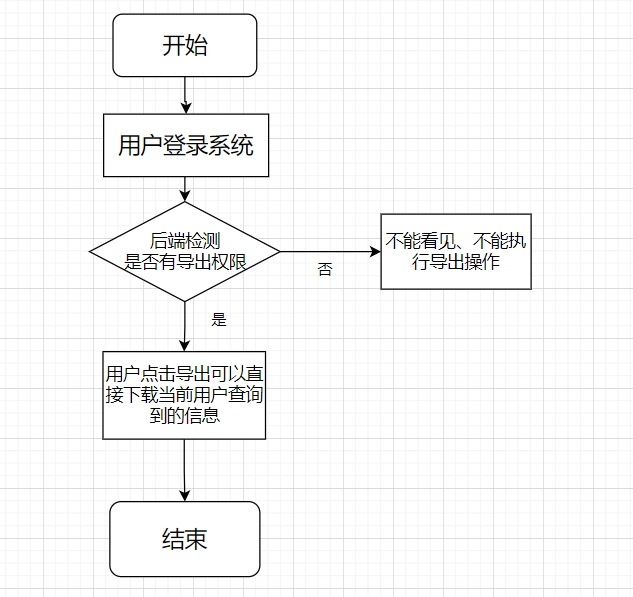 开始
用户登录系统
后端检测
是否有导出权限
不能看见、不能执
行导出操作
否
是
用户点击导出可以直
接下载当前用户查询
到的信息
结束